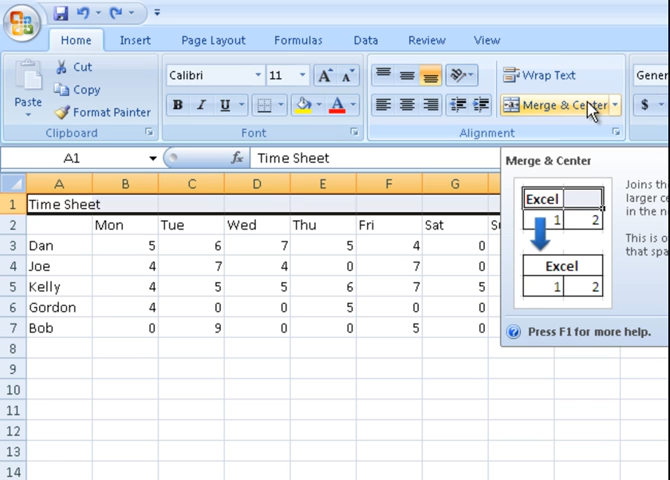 Home Insert Page Layout Formulas Data Review View
Cut
Copy
Paste
Format Painter
Clipboard
Calibri 11 A A
B I U A
Font
Wrap Text
Merge & Center
Alignment
Gener
$
A1 fx Time Sheet
A B C D E F G
1 Time Sheet
2 Mon Tue Wed Thu Fri Sat
3 Dan 5 6 7 5 4 0
4 Joe 4 7 4 0 7 0
5 Kelly 4 5 5 6 7 5
6 Gordon 4 0 0 5 0 0
7 Bob 0 9 0 0 5 0
8
9
10
11
12
13
14
Merge & Center
Excel
1 2
Excel
1 2
Joins th
larger ce
in the n
This is o
that spa
Press F1 for more help.